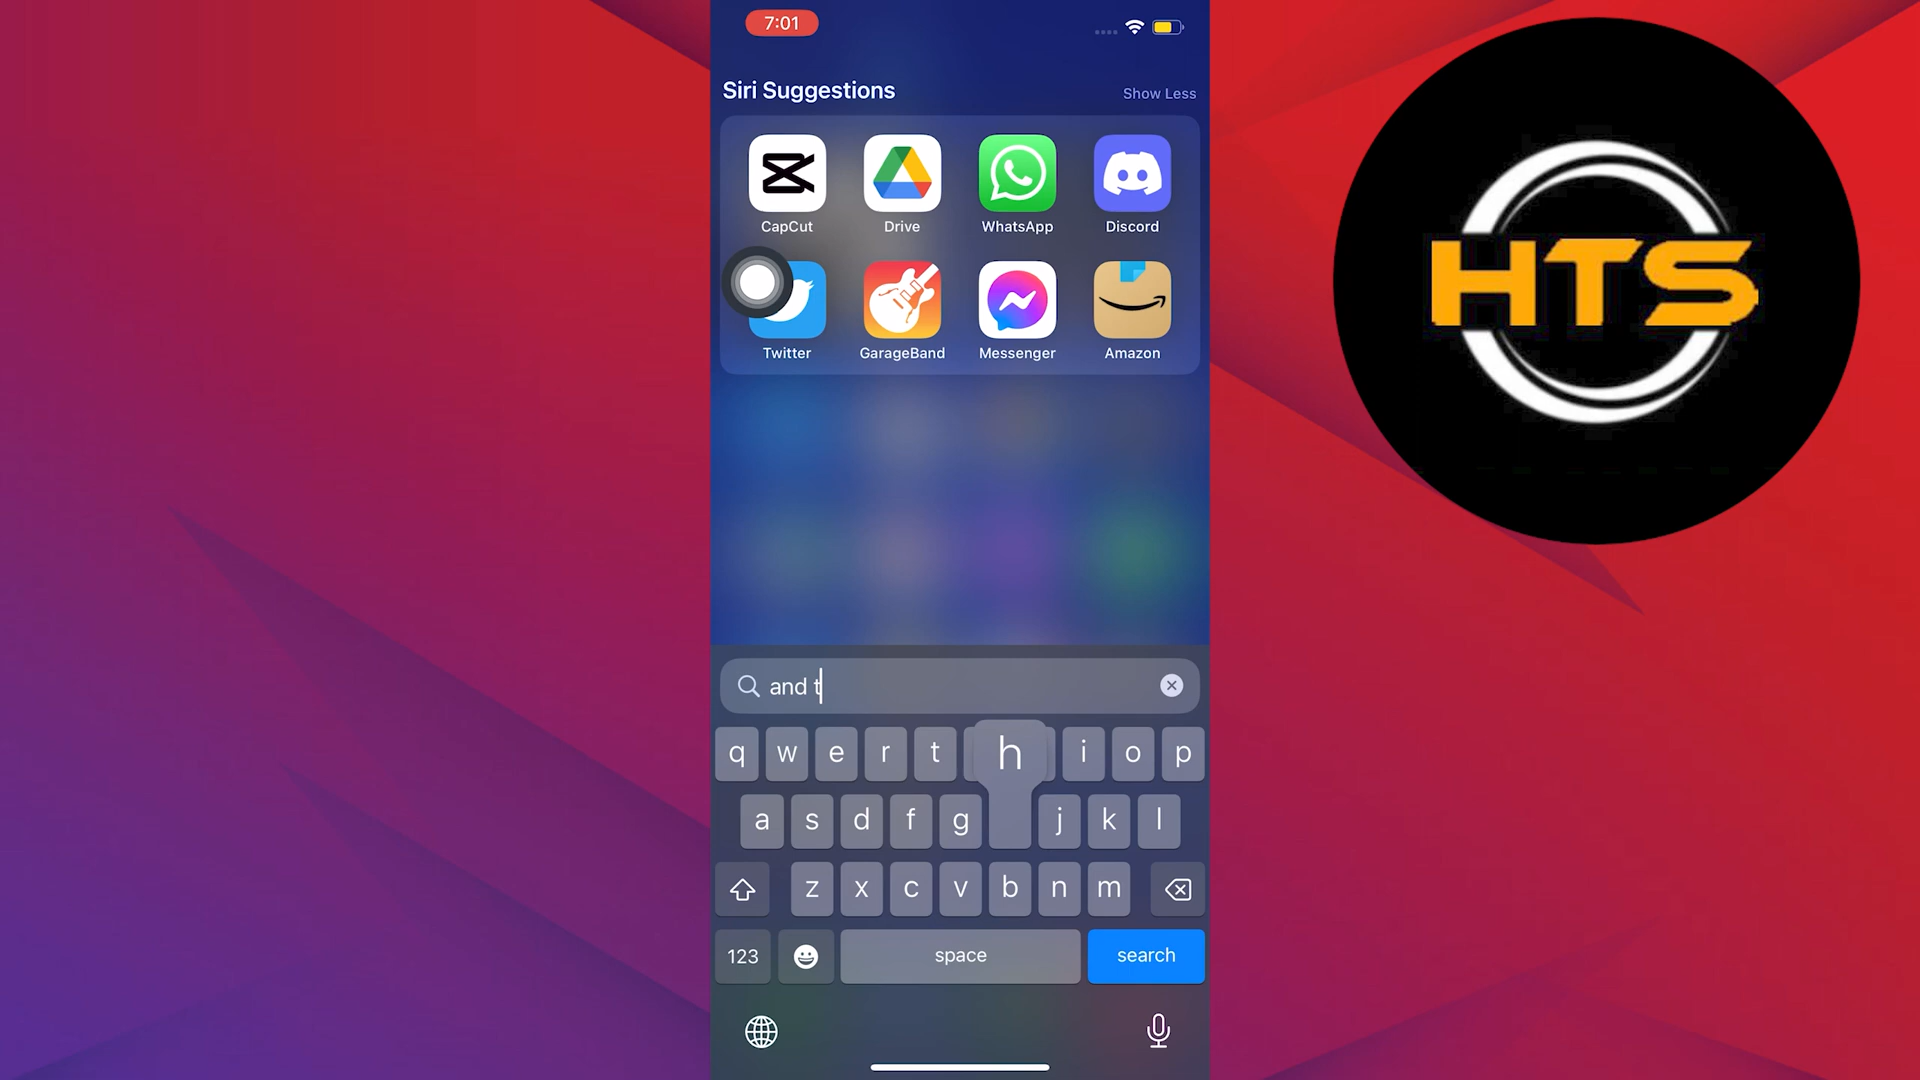 7:01
Siri Suggestions
Show Less
CapCut Drive WhatsApp Discord
Twitter GarageBand Messenger Amazon
HTS
and t
q w e r t h i o p
a s d f g j k l
z x c v b n m
123 space search